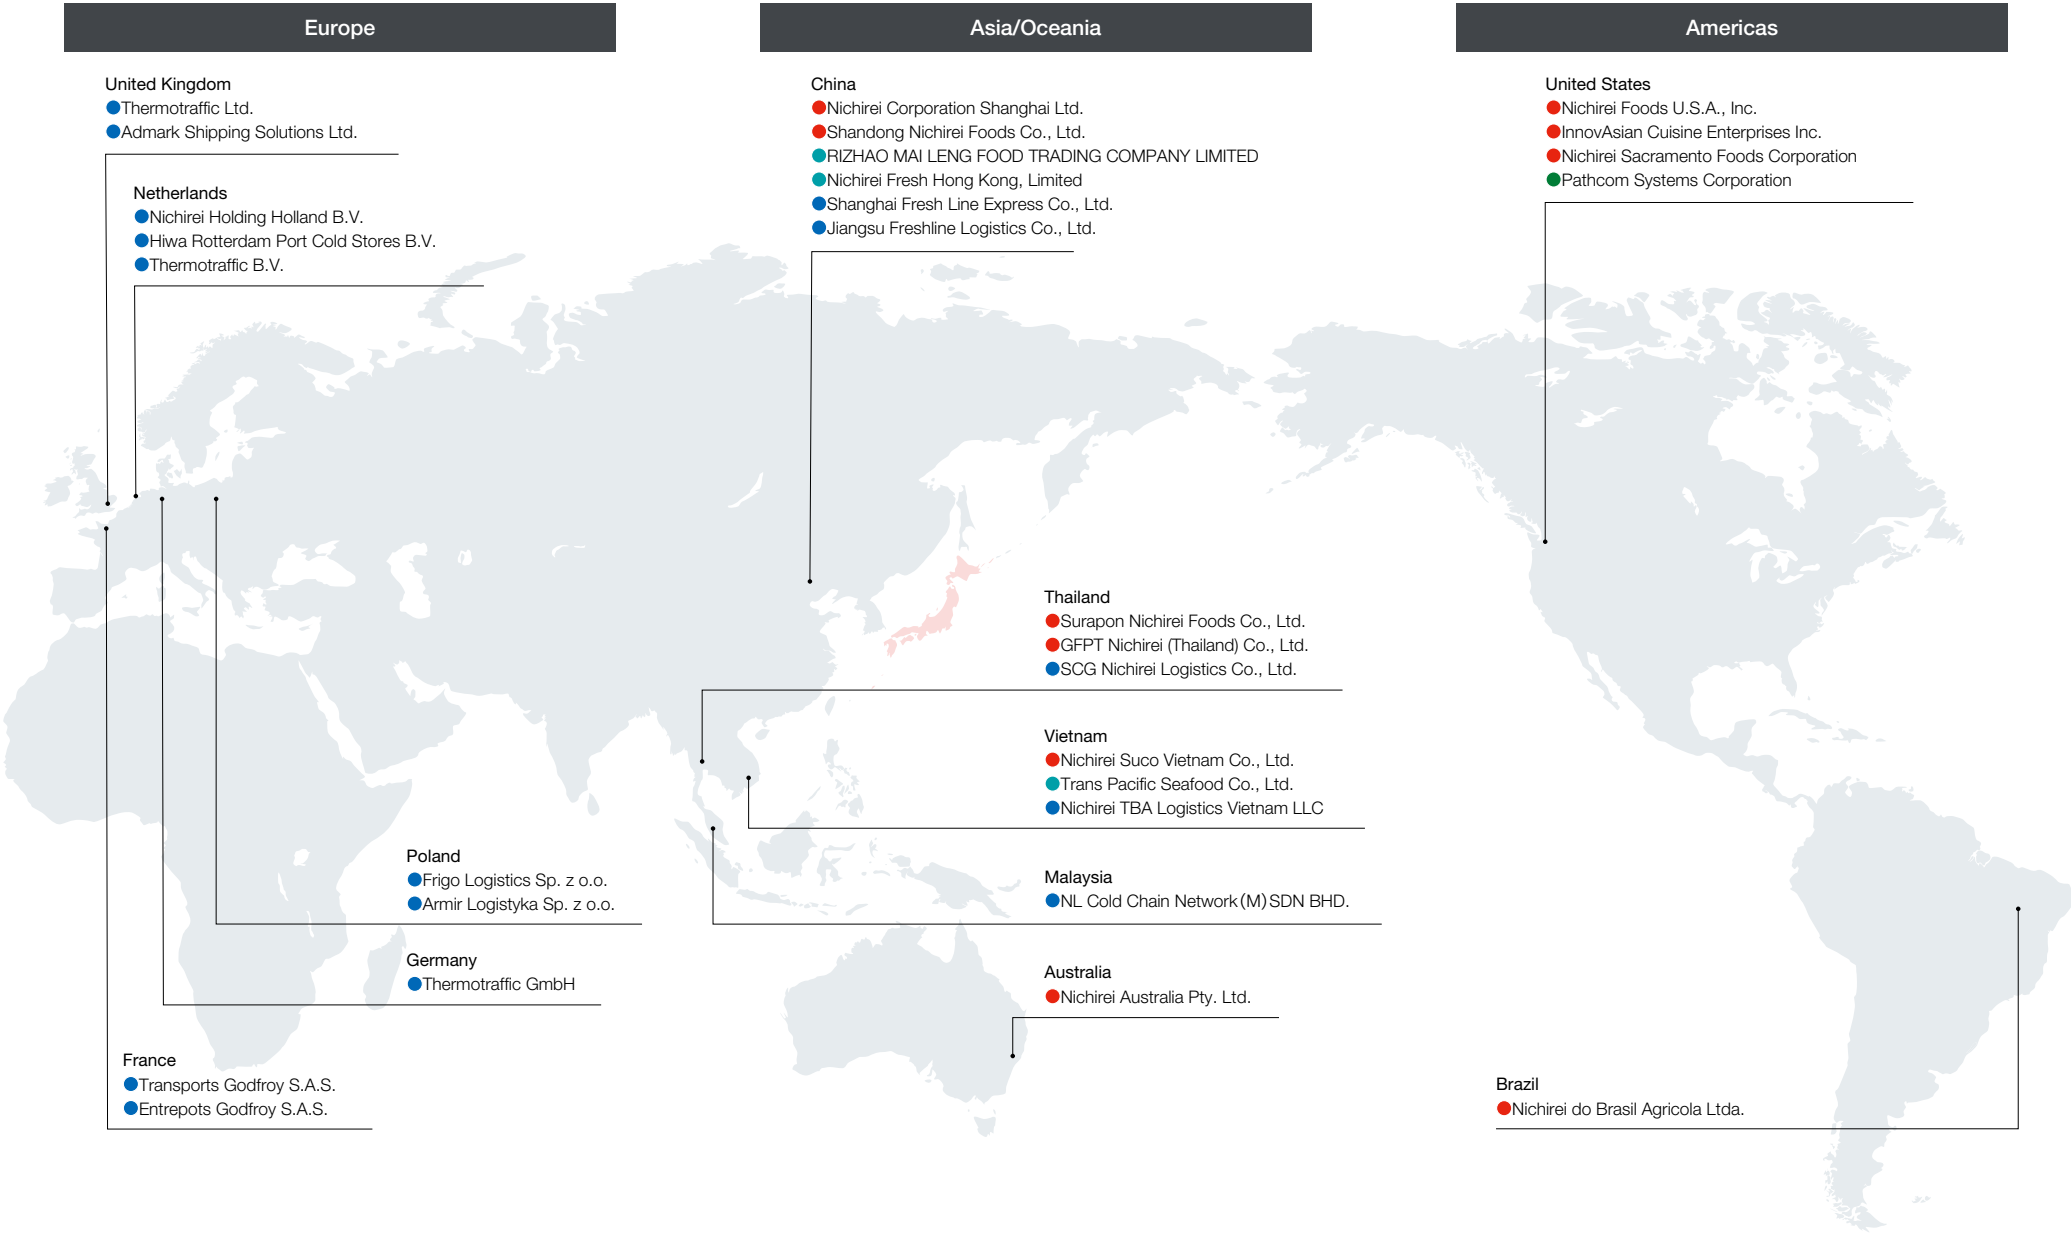 Europe
United Kingdom
Thermotraffic Ltd.
Admark Shipping Solutions Ltd.
Netherlands
Nichirei Holding Holland B.V.
Hiwa Rotterdam Port Cold Stores B.V.
Thermotraffic B.V.
Poland
Frigo Logistics Sp. z o.o.
Armir Logistyka Sp. z o.o.
Germany
Thermotraffic GmbH
France
Transports Godfroy S.A.S.
Entrepots Godfroy S.A.S.
Asia/Oceania
China
Nichirei Corporation Shanghai Ltd.
Shandong Nichirei Foods Co., Ltd.
RIZHAO MAI LENG FOOD TRADING COMPANY LIMITED
Nichirei Fresh Hong Kong, Limited
Shanghai Fresh Line Express Co., Ltd.
Jiangsu Freshline Logistics Co., Ltd.
Thailand
Surapon Nichirei Foods Co., Ltd.
GFPT Nichirei (Thailand) Co., Ltd.
SCG Nichirei Logistics Co., Ltd.
Vietnam
Nichirei Suco Vietnam Co., Ltd.
Trans Pacific Seafood Co., Ltd.
Nichirei TBA Logistics Vietnam LLC
Malaysia
NL Cold Chain Network (M) SDN BHD.
Australia
Nichirei Australia Pty. Ltd.
Americas
United States
Nichirei Foods U.S.A., Inc.
InnovAsian Cuisine Enterprises Inc.
Nichirei Sacramento Foods Corporation
Pathcom Systems Corporation
Brazil
Nichirei do Brasil Agricola Ltda.